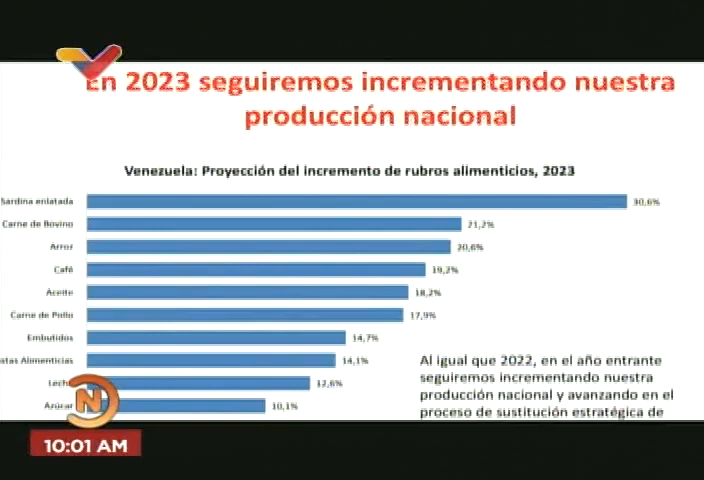 En 2023 seguiremos incrementando nuestra
producción nacional
Venezuela: Proyección del incremento de rubros alimenticios, 2023
Sardina enlatada 30,6%
Carne de Bovino 21,2%
Arroz 20,6%
Café 19,2%
Aceite 18,2%
Carne de Pollo 17,9%
Embutidos 14,7%
stas Alimenticias 14,1%
Leche 12,6%
Azúcar 10,1%
Al igual que 2022, en el año entrante
seguiremos incrementando nuestra
producción nacional y avanzando en el
proceso de sustitución estratégica de
N
10:01 AM